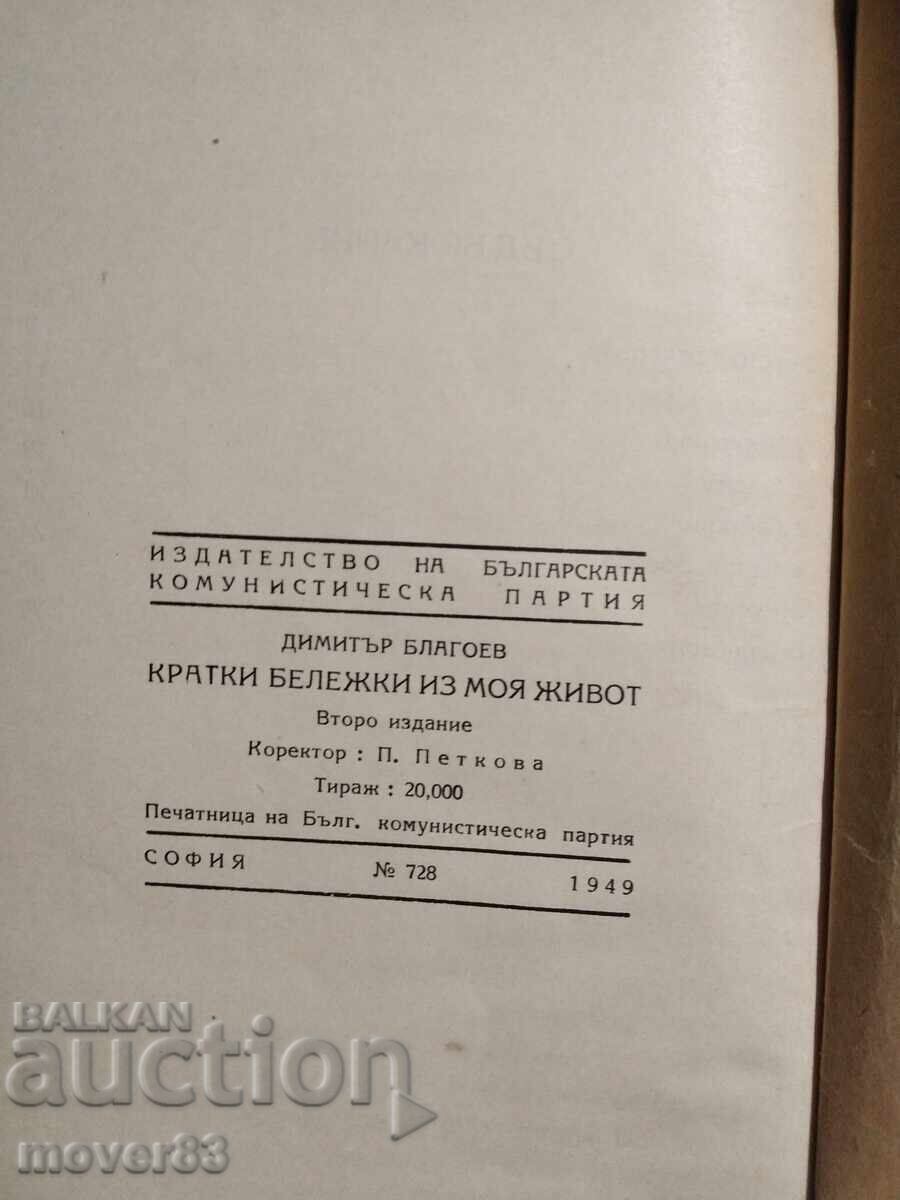 ИЗДАТЕЛСТВО НА БЪЛГАРСКАТА
КОМУНИСТИЧЕСКА ПАРТИЯ
ДИМИТЪР БЛАГОЕВ
КРАТКИ БЕЛЕЖКИ ИЗ МОЯ ЖИВОТ
Второ издание
Коректор : П. Петкова
Тираж : 20,000
Печатница на Бълг. комунистическа партия
СОФИЯ № 728 1949
BALKAN
auction
mover83